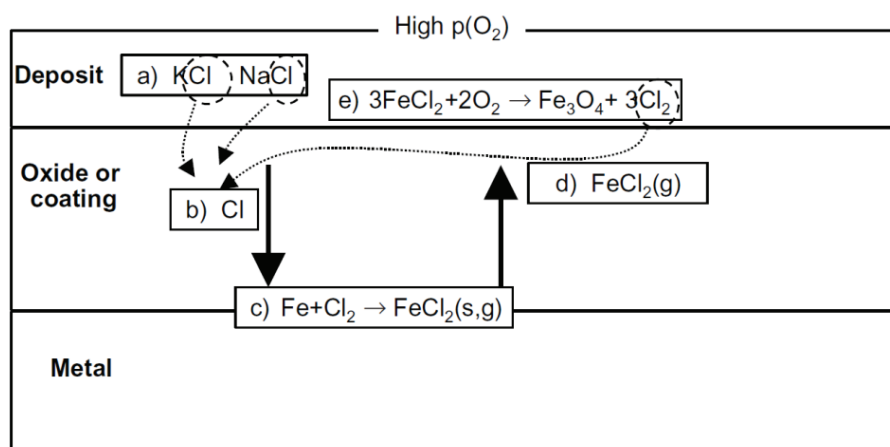 High p(O₂)
Deposit
a) KCl NaCl
e) 3FeCl₂+2O₂ → Fe₃O₄+ 3Cl₂
Oxide or
coating
b) Cl
d) FeCl₂(g)
c) Fe+Cl₂ → FeCl₂(s,g)
Metal